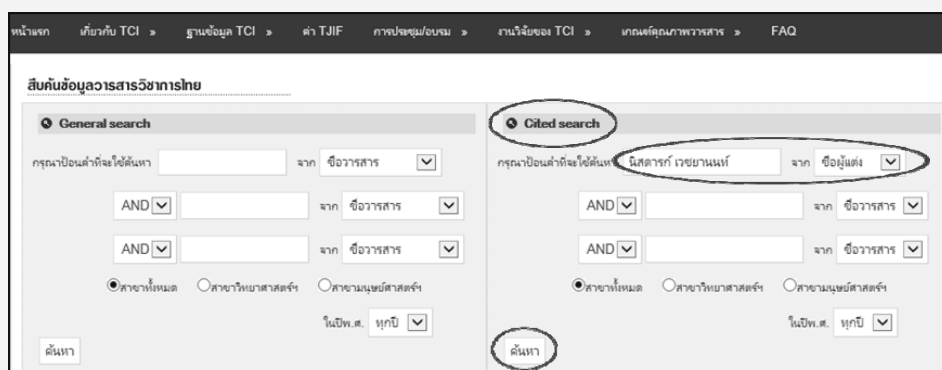 หน้าแรก เกี่ยวกับ TCI » ฐานข้อมูล TCI » ค่า TJIF การประชุม/อบรม » งานวิจัยของ TCI » เกณฑ์คุณภาพวารสาร » FAQ
สืบค้นข้อมูลวารสารวิชาการไทย
General search
กรุณาป้อนคำที่จะใช้ค้นหา จาก ชื่อวารสาร
AND จาก ชื่อวารสาร
AND จาก ชื่อวารสาร
สาขาทั้งหมด สาขาวิทยาศาสตร์ฯ สาขามนุษย์ศาสตร์ฯ
ในปีพ.ศ. ทุกปี
ค้นหา
Cited search
กรุณาป้อนคำที่จะใช้ค้นหา นิสดารก์ เวชยานนท์ จาก ชื่อผู้แต่ง
AND จาก ชื่อวารสาร
AND จาก ชื่อวารสาร
สาขาทั้งหมด สาขาวิทยาศาสตร์ฯ สาขามนุษย์ศาสตร์ฯ
ในปีพ.ศ. ทุกปี
ค้นหา